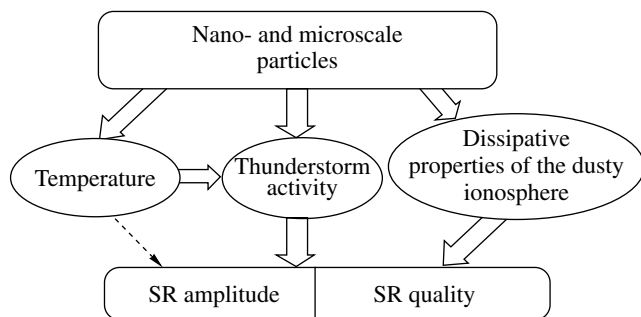 Nano- and microscale
particles
Temperature
Thunderstorm
activity
Dissipative
properties of the dusty
ionosphere
SR amplitude
SR quality